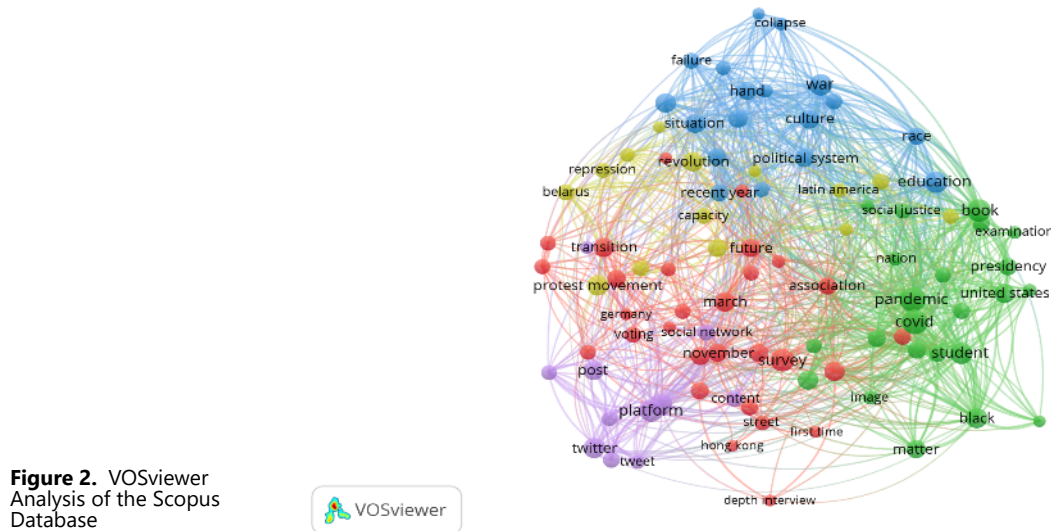 collapse
failure
war
hand
culture
situation
race
revolution
political system
repression
education
belarus
recent year
latin america
capacity
social justice
book
examination
transition
future
nation
presidency
protest movement
association
united states
pandemic
march
germany
covid
voting
social network
november
survey
student
post
content
image
platform
street
first time
black
hong kong
twitter
matter
tweet
depth interview
Figure 2. VOSviewer
Analysis of the Scopus
Database
VOSviewer